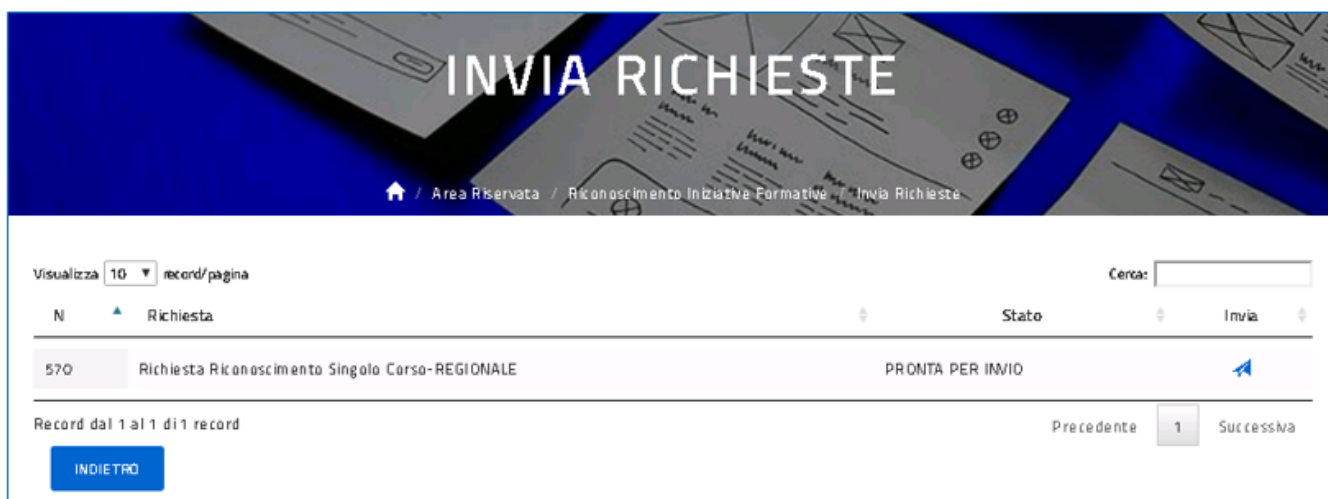 INVIA RICHIESTE
/ Area Riservata / Riconoscimento Iniziative Formative / Invia Richieste
Visualizza 10 record/pagina Cerca:
N Richiesta Stato Invia
570 Richiesta Riconoscimento Singolo Corso-REGIONALE PRONTA PER INVIO
Record dal 1 al 1 di 1 record Precedente 1 Successiva
INDIETRO